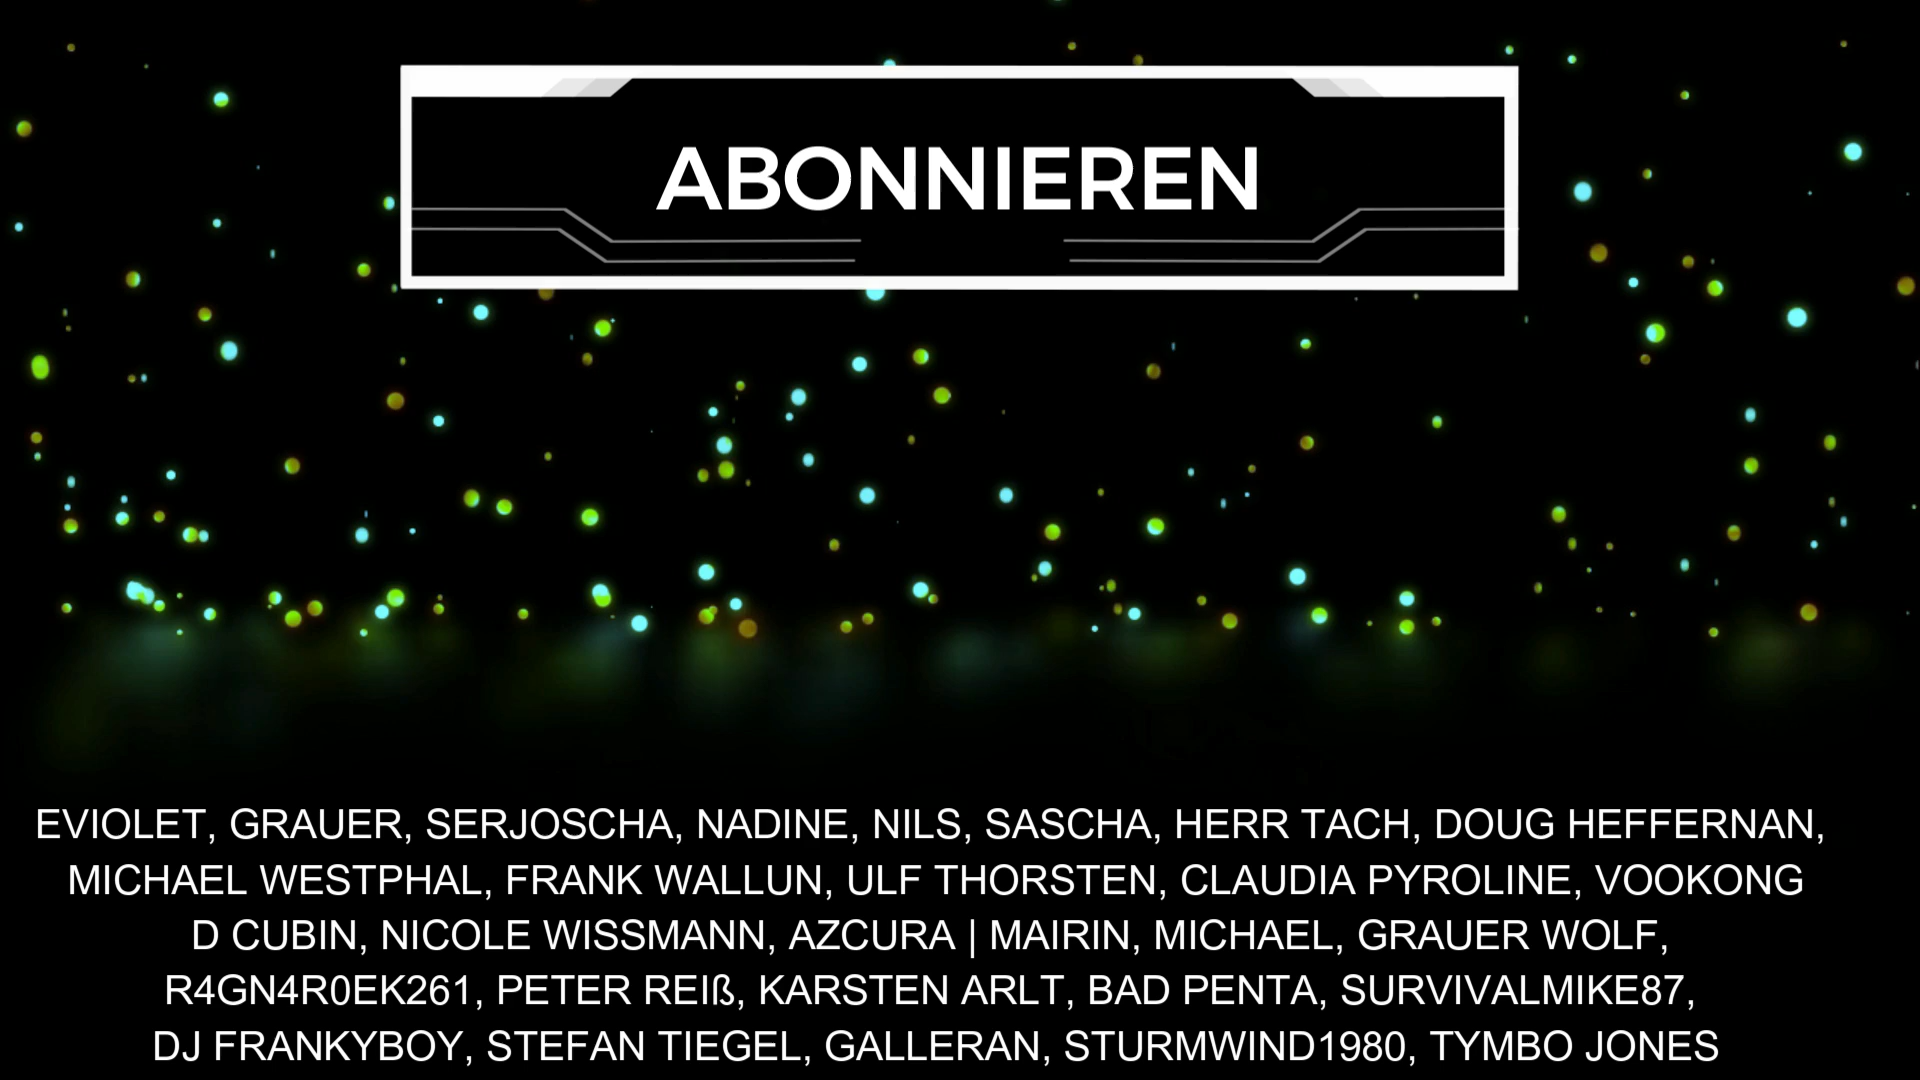 ABONNIEREN
EVIOLET, GRAUER, SERJOSCHA, NADINE, NILS, SASCHA, HERR TACH, DOUG HEFFERNAN,
MICHAEL WESTPHAL, FRANK WALLUN, ULF THORSTEN, CLAUDIA PYROLINE, VOOKONG
D CUBIN, NICOLE WISSMANN, AZCURA | MAIRIN, MICHAEL, GRAUER WOLF,
R4GN4R0EK261, PETER REIß, KARSTEN ARLT, BAD PENTA, SURVIVALMIKE87,
DJ FRANKYBOY, STEFAN TIEGEL, GALLERAN, STURMWIND1980, TYMBO JONES